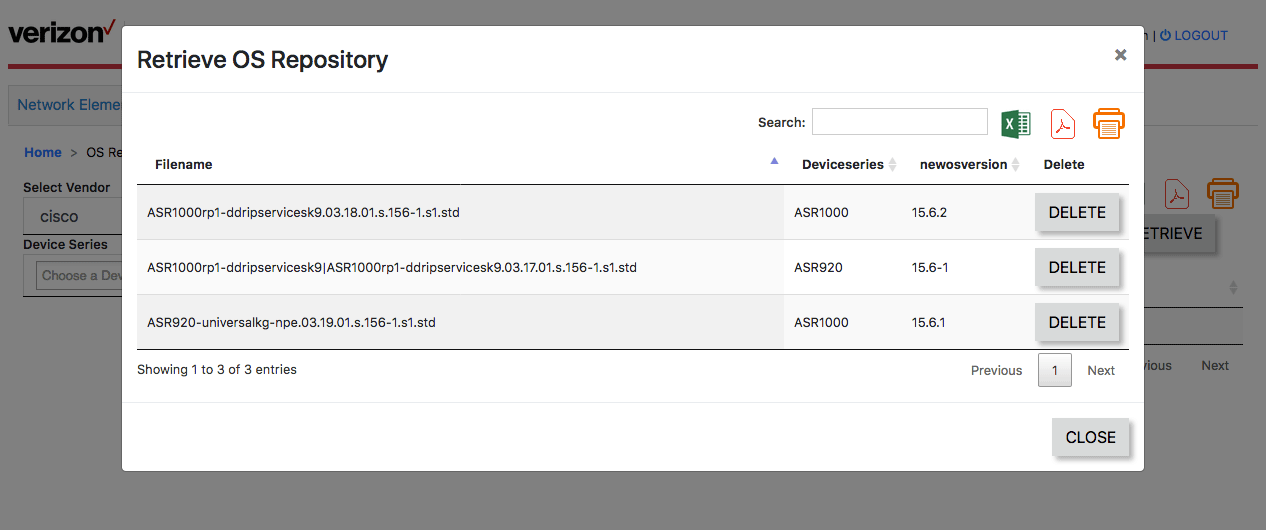 verizon
n | LOGOUT
Retrieve OS Repository
×
Network Eleme
Search:
Home > OS Re
Filename Deviceseries newosversion Delete
Select Vendor
cisco
ASR1000rp1-ddripservicesk9.03.18.01.s.156-1.s1.std ASR1000 15.6.2 DELETE
ETRIEVE
Device Series
Choose a Dev
ASR1000rp1-ddripservicesk9|ASR1000rp1-ddripservicesk9.03.17.01.s.156-1.s1.std ASR920 15.6-1 DELETE
ASR920-universalkg-npe.03.19.01.s.156-1.s1.std ASR1000 15.6.1 DELETE
Showing 1 to 3 of 3 entries Previous 1 Next
vious Next
CLOSE